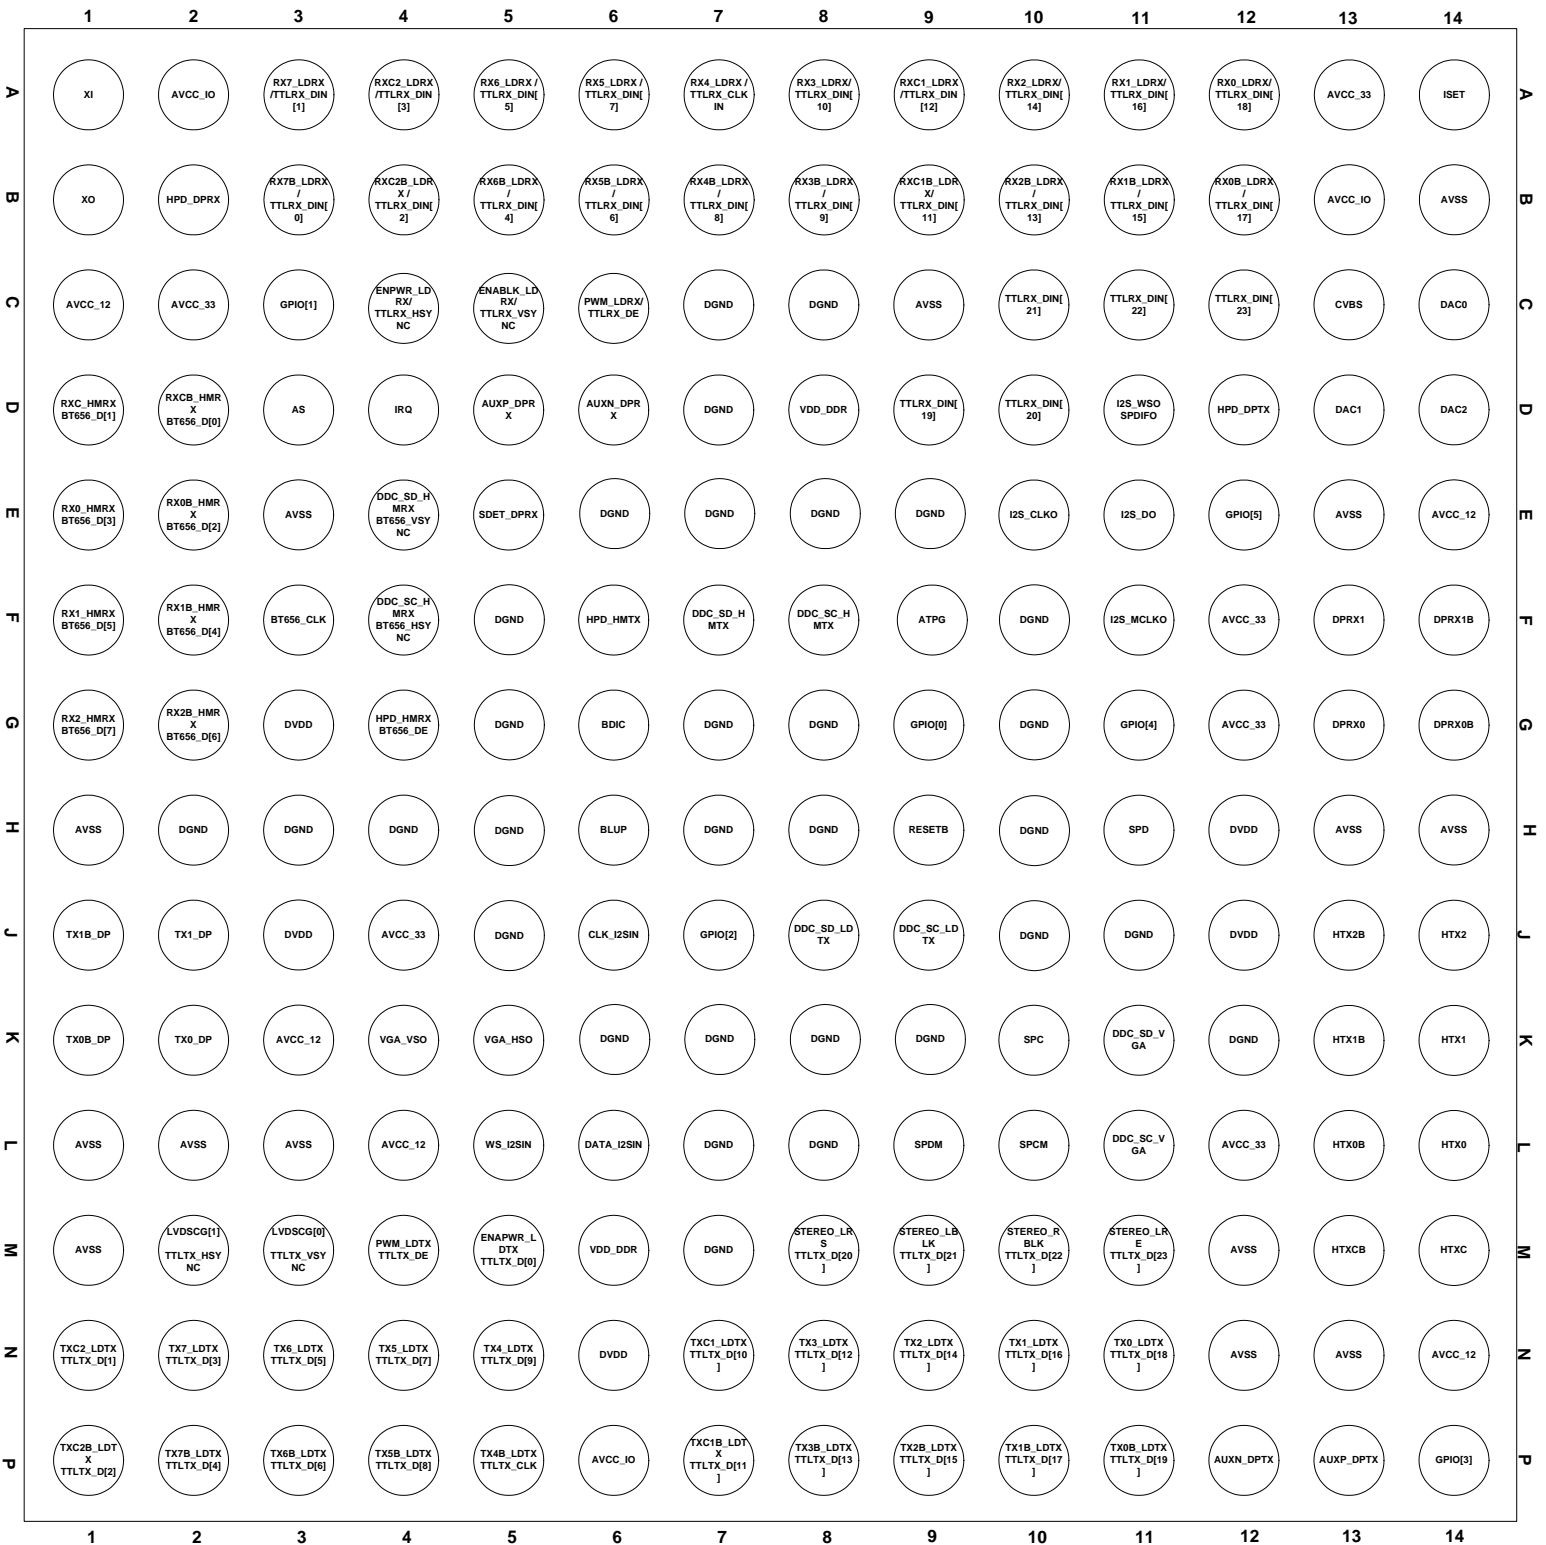 1 2 3 4 5 6 7 8 9 10 11 12 13 14
A
XI
AVCC_IO
RX7_LDRX
/TTLRX_DIN
[1]
RXC2_LDRX
/TTLRX_DIN
[3]
RX6_LDRX /
TTLRX_DIN[
5]
RX5_LDRX /
TTLRX_DIN[
7]
RX4_LDRX /
TTLRX_CLK
IN
RX3_LDRX/
TTLRX_DIN[
10]
RXC1_LDRX
/TTLRX_DIN
[12]
RX2_LDRX/
TTLRX_DIN[
14]
RX1_LDRX/
TTLRX_DIN[
16]
RX0_LDRX/
TTLRX_DIN[
18]
AVCC_33
ISET
A
B
XO
HPD_DPRX
RX7B_LDRX
/
TTLRX_DIN[
0]
RXC2B_LDR
X /
TTLRX_DIN[
2]
RX6B_LDRX
/
TTLRX_DIN[
4]
RX5B_LDRX
/
TTLRX_DIN[
6]
RX4B_LDRX
/
TTLRX_DIN[
8]
RX3B_LDRX
/
TTLRX_DIN[
9]
RXC1B_LDR
X/
TTLRX_DIN[
11]
RX2B_LDRX
/
TTLRX_DIN[
13]
RX1B_LDRX
/
TTLRX_DIN[
15]
RX0B_LDRX
/
TTLRX_DIN[
17]
AVCC_IO
AVSS
B
C
AVCC_12
AVCC_33
GPIO[1]
ENPWR_LD
RX/
TTLRX_HSY
NC
ENABLK_LD
RX/
TTLRX_VSY
NC
PWM_LDRX/
TTLRX_DE
DGND
DGND
AVSS
TTLRX_DIN[
21]
TTLRX_DIN[
22]
TTLRX_DIN[
23]
CVBS
DAC0
C
D
RXC_HMRX
BT656_D[1]
RXCB_HMR
X
BT656_D[0]
AS
IRQ
AUXP_DPR
X
AUXN_DPR
X
DGND
VDD_DDR
TTLRX_DIN[
19]
TTLRX_DIN[
20]
I2S_WSO
SPDIFO
HPD_DPTX
DAC1
DAC2
D
E
RX0_HMRX
BT656_D[3]
RX0B_HMR
X
BT656_D[2]
AVSS
DDC_SD_H
MRX
BT656_VSY
NC
SDET_DPRX
DGND
DGND
DGND
DGND
I2S_CLKO
I2S_DO
GPIO[5]
AVSS
AVCC_12
E
F
RX1_HMRX
BT656_D[5]
RX1B_HMR
X
BT656_D[4]
BT656_CLK
DDC_SC_H
MRX
BT656_HSY
NC
DGND
HPD_HMTX
DDC_SD_H
MTX
DDC_SC_H
MTX
ATPG
DGND
I2S_MCLKO
AVCC_33
DPRX1
DPRX1B
F
G
RX2_HMRX
BT656_D[7]
RX2B_HMR
X
BT656_D[6]
DVDD
HPD_HMRX
BT656_DE
DGND
BDIC
DGND
DGND
GPIO[0]
DGND
GPIO[4]
AVCC_33
DPRX0
DPRX0B
G
H
AVSS
DGND
DGND
DGND
DGND
BLUP
DGND
DGND
RESETB
DGND
SPD
DVDD
AVSS
AVSS
H
J
TX1B_DP
TX1_DP
DVDD
AVCC_33
DGND
CLK_I2SIN
GPIO[2]
DDC_SD_LD
TX
DDC_SC_LD
TX
DGND
DGND
DVDD
HTX2B
HTX2
J
K
TX0B_DP
TX0_DP
AVCC_12
VGA_VSO
VGA_HSO
DGND
DGND
DGND
DGND
SPC
DDC_SD_V
GA
DGND
HTX1B
HTX1
K
L
AVSS
AVSS
AVSS
AVCC_12
WS_I2SIN
DATA_I2SIN
DGND
DGND
SPDM
SPCM
DDC_SC_V
GA
AVCC_33
HTX0B
HTX0
L
M
AVSS
LVDSCG[1]
TTLTX_HSY
NC
LVDSCG[0]
TTLTX_VSY
NC
PWM_LDTX
TTLTX_DE
ENAPWR_L
DTX
TTLTX_D[0]
VDD_DDR
DGND
STEREO_LR
S
TTLTX_D[20
]
STEREO_LB
LK
TTLTX_D[21
]
STEREO_R
BLK
TTLTX_D[22
]
STEREO_LR
E
TTLTX_D[23
]
AVSS
HTXCB
HTXC
M
N
TXC2_LDTX
TTLTX_D[1]
TX7_LDTX
TTLTX_D[3]
TX6_LDTX
TTLTX_D[5]
TX5_LDTX
TTLTX_D[7]
TX4_LDTX
TTLTX_D[9]
DVDD
TXC1_LDTX
TTLTX_D[10
]
TX3_LDTX
TTLTX_D[12
]
TX2_LDTX
TTLTX_D[14
]
TX1_LDTX
TTLTX_D[16
]
TX0_LDTX
TTLTX_D[18
]
AVSS
AVSS
AVCC_12
N
P
TXC2B_LDT
X
TTLTX_D[2]
TX7B_LDTX
TTLTX_D[4]
TX6B_LDTX
TTLTX_D[6]
TX5B_LDTX
TTLTX_D[8]
TX4B_LDTX
TTLTX_CLK
AVCC_IO
TXC1B_LDT
X
TTLTX_D[11
]
TX3B_LDTX
TTLTX_D[13
]
TX2B_LDTX
TTLTX_D[15
]
TX1B_LDTX
TTLTX_D[17
]
TX0B_LDTX
TTLTX_D[19
]
AUXN_DPTX
AUXP_DPTX
GPIO[3]
P
1 2 3 4 5 6 7 8 9 10 11 12 13 14